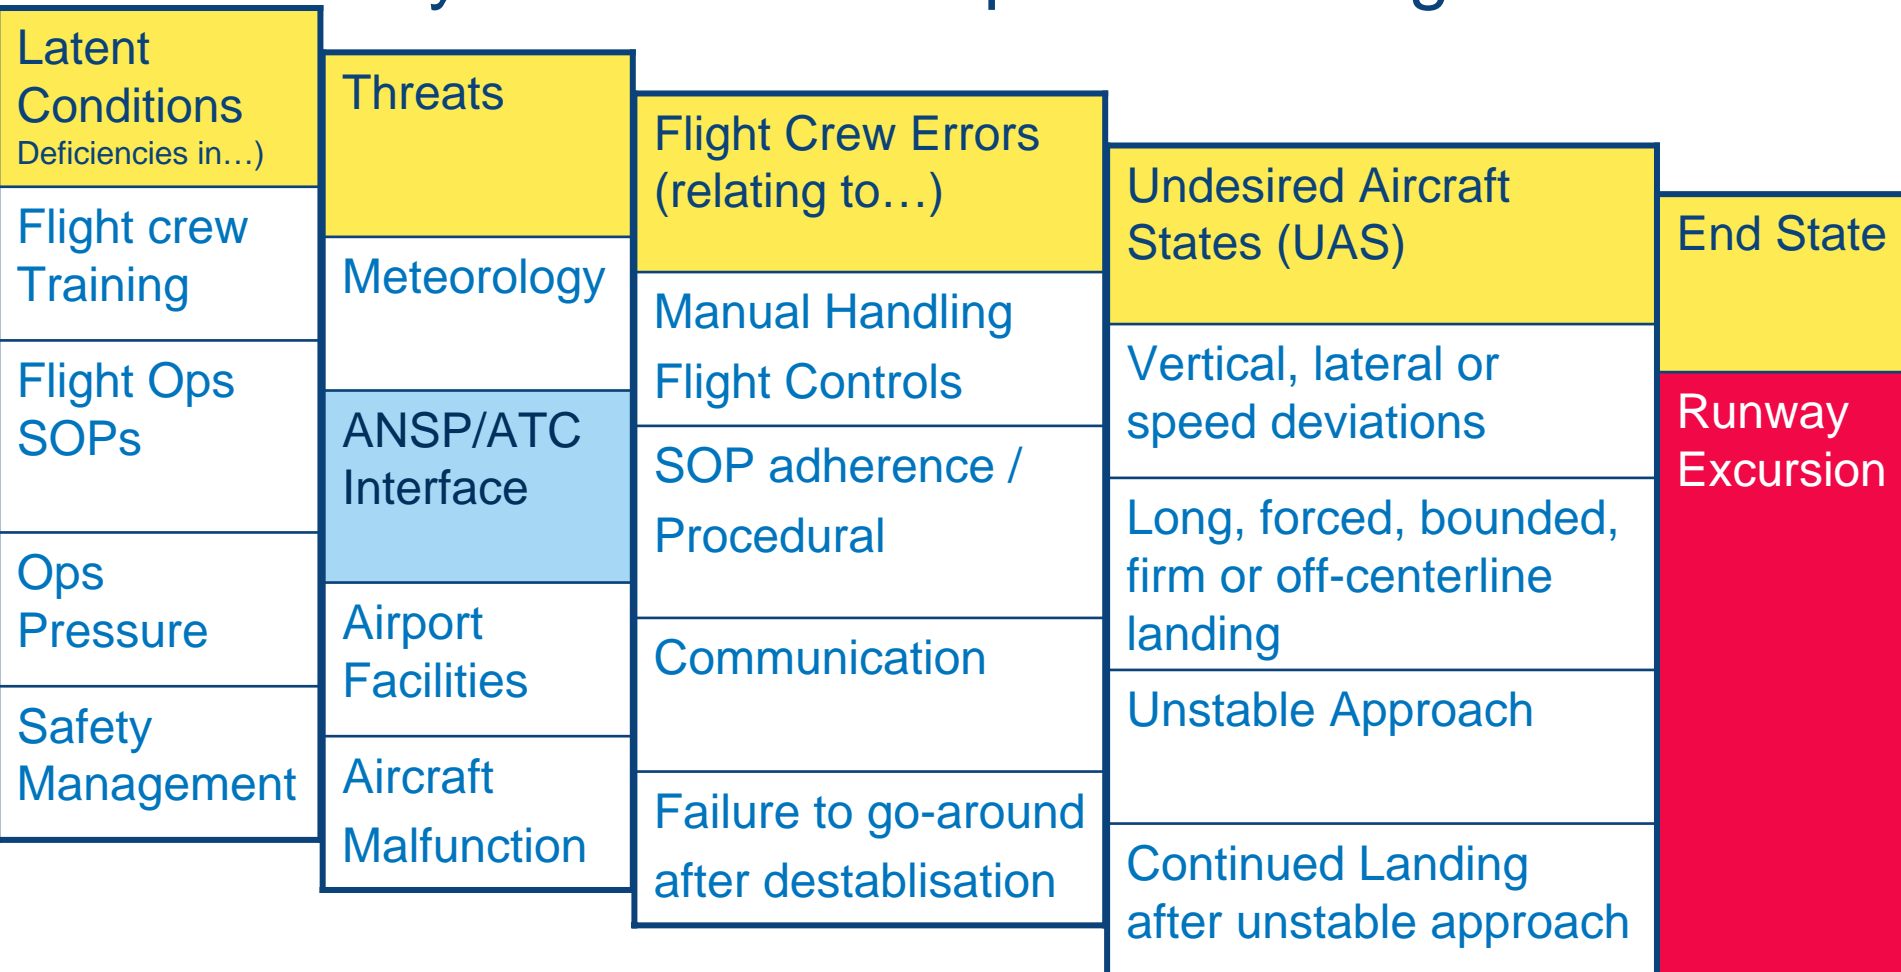 Latent
Conditions
Deficiencies in…)
Flight crew
Training
Flight Ops
SOPs
Ops
Pressure
Safety
Management
Threats
Meteorology
ANSP/ATC
Interface
Airport
Facilities
Aircraft
Malfunction
Flight Crew Errors
(relating to…)
Manual Handling
Flight Controls
SOP adherence /
Procedural
Communication
Failure to go-around
after destablisation
Undesired Aircraft
States (UAS)
Vertical, lateral or
speed deviations
Long, forced, bounded,
firm or off-centerline
landing
Unstable Approach
Continued Landing
after unstable approach
End State
Runway
Excursion